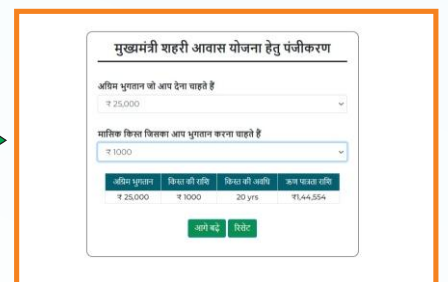 मुख्यमंत्री शहरी आवास योजना हेतु पंजीकरण
अग्रिम भुगतान जो आप देना चाहते हैं
₹ 25,000
मासिक किस्त जिसका आप भुगतान करना चाहते हैं
₹ 1000
अग्रिम भुगतान किस्त की राशि किस्त की अवधि ऋण पात्रता राशि
₹ 25,000 ₹ 1000 20 yrs ₹1,44,554
आगे बढ़े रिसेट